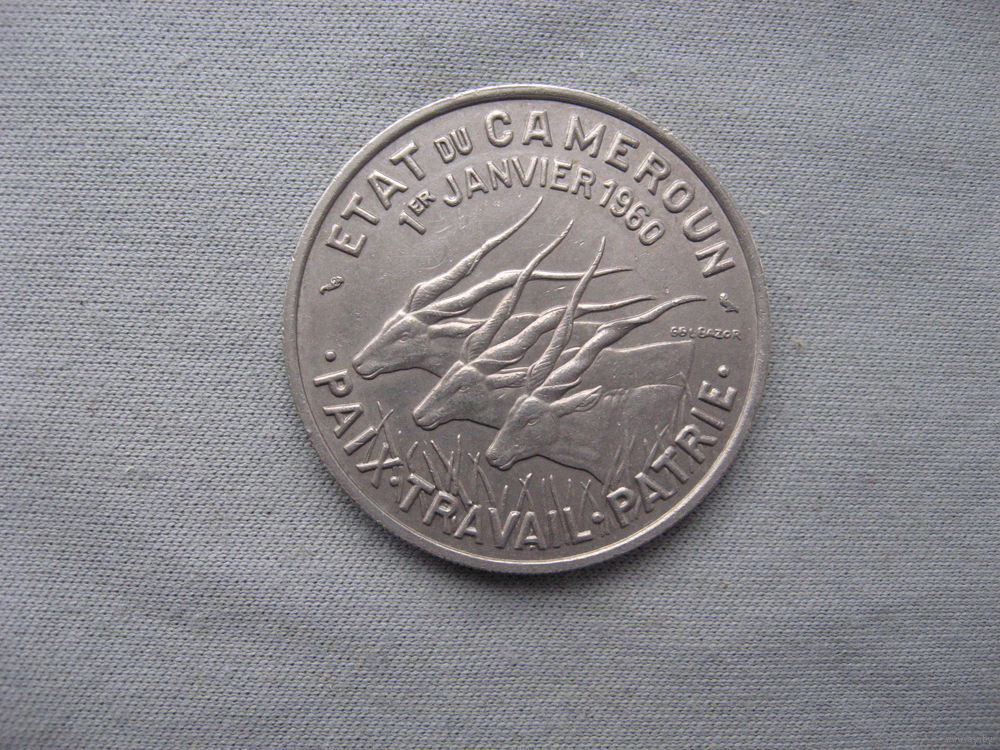 ETAT DU CAMEROUN
1ER JANVIER 1960
G.B.L BAZOR
· PAIX · TRAVAIL · PATRIE ·